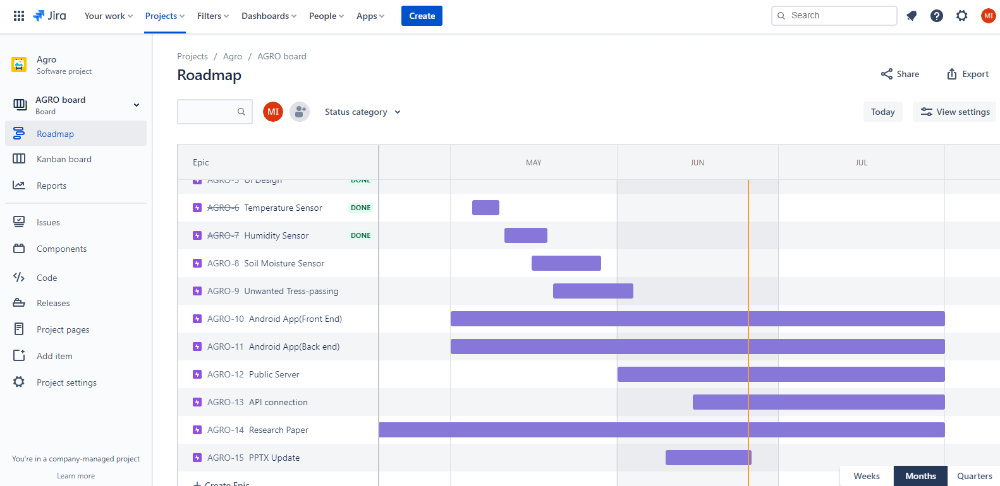 Jira
Your work
Projects
Filters
Dashboards
People
Apps
Create
Search
MI
Agro
Software project
AGRO board
Board
Roadmap
Kanban board
Reports
Issues
Components
Code
Releases
Project pages
Add item
Project settings
You're in a company-managed project
Learn more
Projects / Agro / AGRO board
Roadmap
Share
Export
MI
Status category
Today
View settings
Epic
MAY
JUN
JUL
AGRO-5 UI Design DONE
AGRO-6 Temperature Sensor DONE
AGRO-7 Humidity Sensor DONE
AGRO-8 Soil Moisture Sensor
AGRO-9 Unwanted Tress-passing
AGRO-10 Android App(Front End)
AGRO-11 Android App(Back end)
AGRO-12 Public Server
AGRO-13 API connection
AGRO-14 Research Paper
AGRO-15 PPTX Update
+ Create Epic
Weeks
Months
Quarters